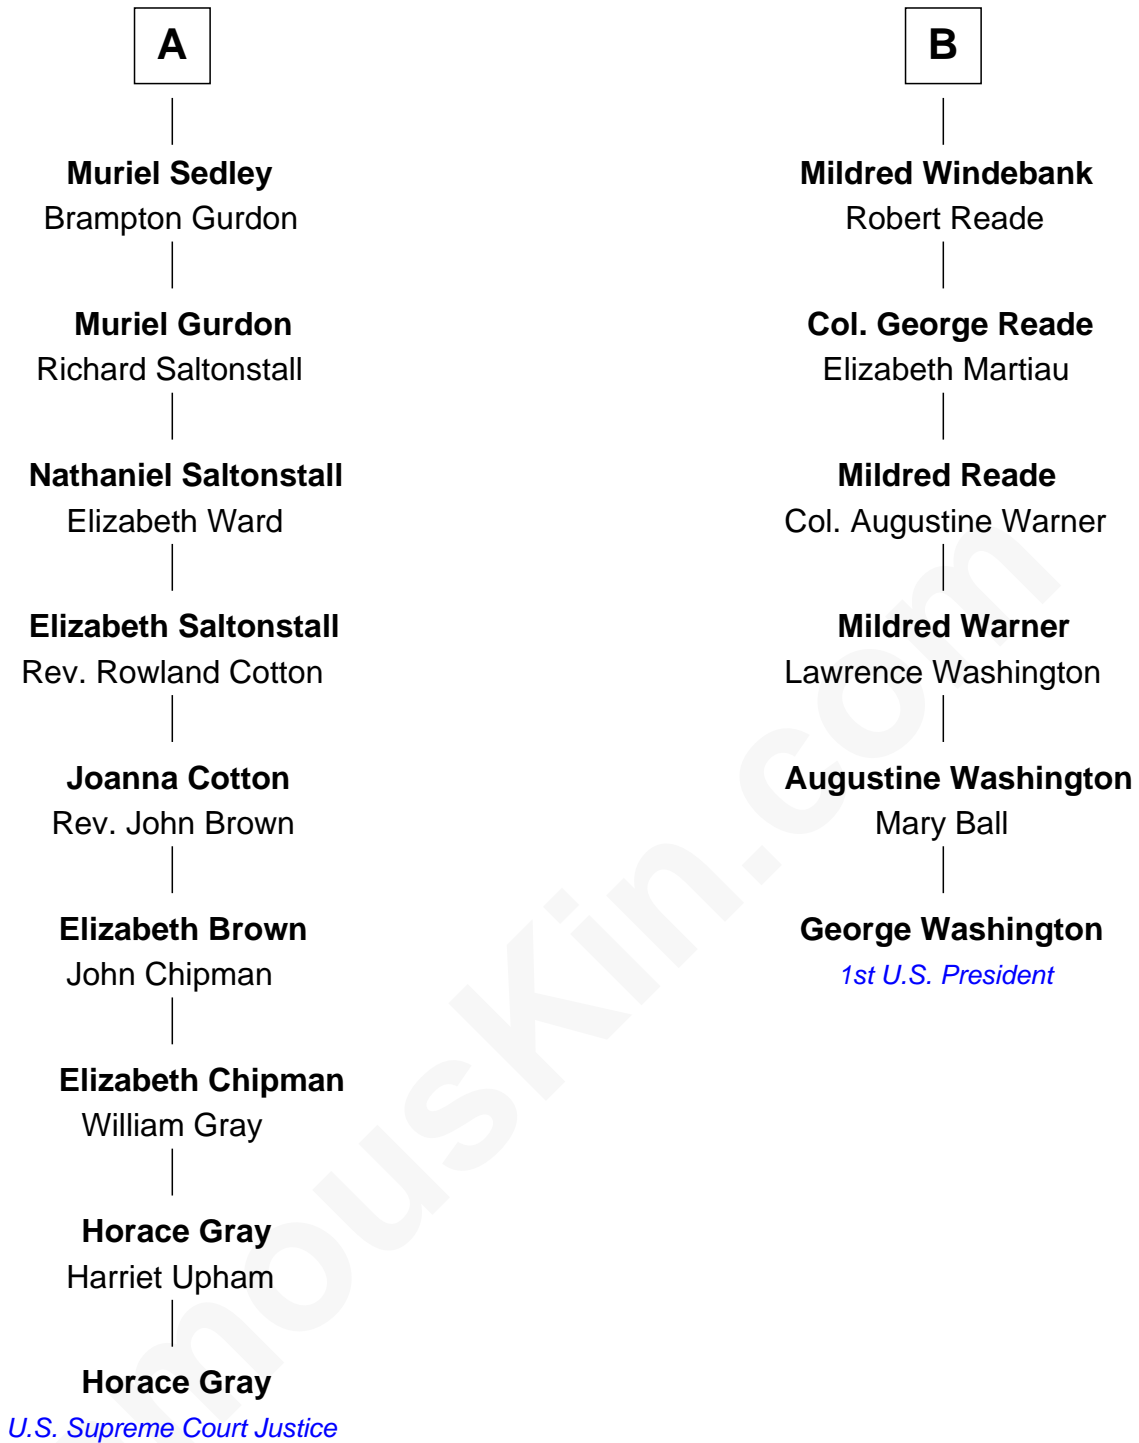 A
Muriel Sedley
Brampton Gurdon
Muriel Gurdon
Richard Saltonstall
Nathaniel Saltonstall
Elizabeth Ward
Elizabeth Saltonstall
Rev. Rowland Cotton
Joanna Cotton
Rev. John Brown
Elizabeth Brown
John Chipman
Elizabeth Chipman
William Gray
Horace Gray
Harriet Upham
Horace Gray
U.S. Supreme Court Justice
B
Mildred Windebank
Robert Reade
Col. George Reade
Elizabeth Martiau
Mildred Reade
Col. Augustine Warner
Mildred Warner
Lawrence Washington
Augustine Washington
Mary Ball
George Washington
1st U.S. President
mousKin.com